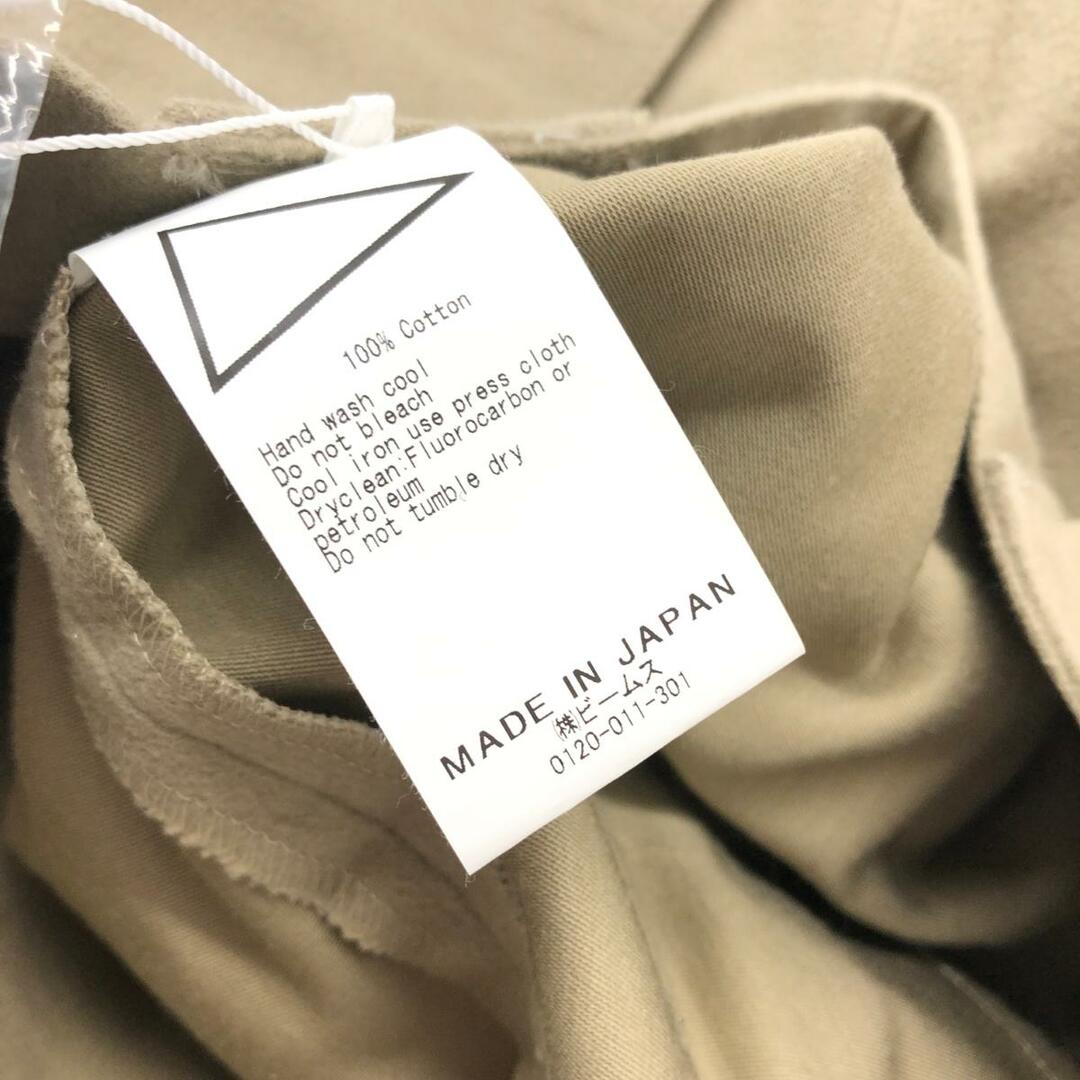 100% Cotton
Hand wash cool
Do not bleach
Cool iron use press cloth
Dryclean:Fluorocarbon or
petroleum
Do not tumble dry
MADE IN JAPAN
㈱ビームス
0120-011-301